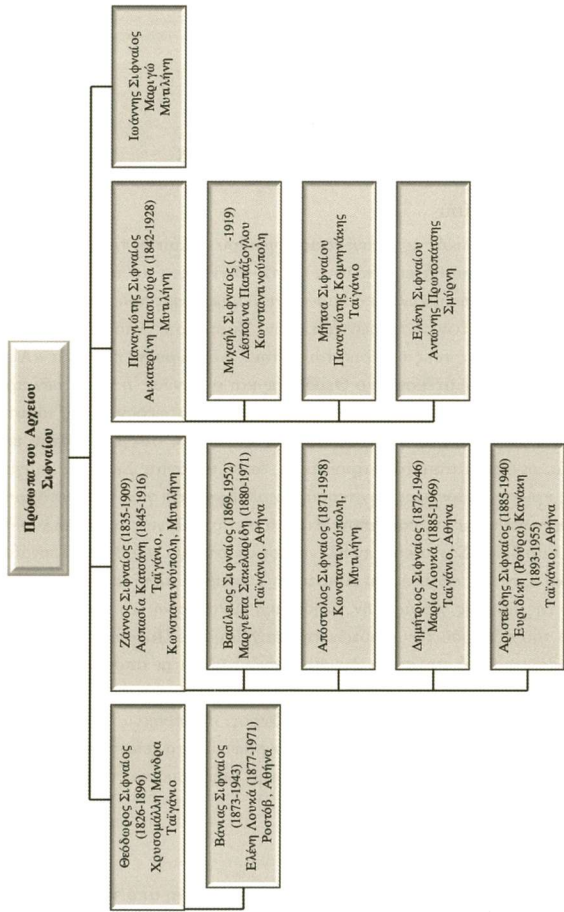 Πρόσωπα του Αρχείου
Σιφναίου
Θεόδωρος Σιφναίος
(1826-1896)
Χρυσομάλλη Μάνδρα
Ταϊγάνιο
Βάνιας Σιφναίος
(1873-1943)
Ελένη Λουκά (1877-1971)
Ροστόβ, Αθήνα
Ζάννος Σιφναίος (1835-1909)
Ασπασία Κατσάνη (1845-1916)
Ταϊγάνιο,
Κωνσταντινούπολη, Μυτιλήνη
Βασίλειος Σιφναίος (1869-1952)
Μαργιέττα Σακελαρίδη (1880-1971)
Ταϊγάνιο, Αθήνα
Απόστολος Σιφναίος (1871-1958)
Κωνσταντινούπολη,
Μυτιλήνη
Δημήτριος Σιφναίος (1872-1946)
Μαρία Λουκά (1885-1969)
Ταϊγάνιο, Αθήνα
Αριστείδης Σιφναίος (1885-1940)
Ευριδίκη (Ρούρα) Κανάκη
(1893-1955)
Ταϊγάνιο, Αθήνα
Παναγιώτης Σιφναίος
Αικατερίνη Πασιούρα (1842-1928)
Μυτιλήνη
Μιχαήλ Σιφναίος ( -1919)
Δέσποινα Παπάζογλου
Κωνσταντινούπολη
Μήτσα Σιφναίου
Παναγιώτης Κομνηνάκης
Ταϊγάνιο
Ελένη Σιφναίου
Αντώνης Πρωτοπάτσης
Σμύρνη
Ιωάννης Σιφναίος
Μαριγώ
Μυτιλήνη